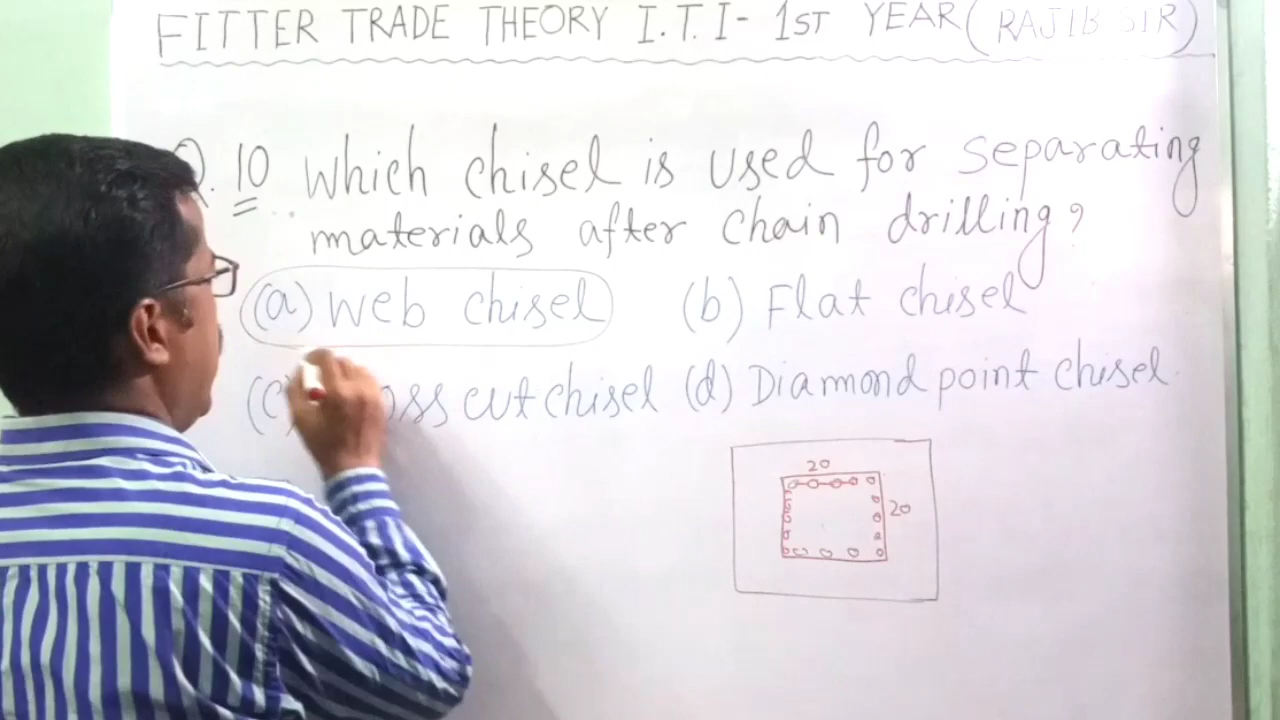 FITTER TRADE THEORY I.T.I- 1ST YEAR (RAJIB SIR)
Q. 10 Which chisel is used for separating
materials after chain drilling?
(a) Web chisel (b) Flat chisel
(c) cut chisel (d) Diamond point chisel.
20
20